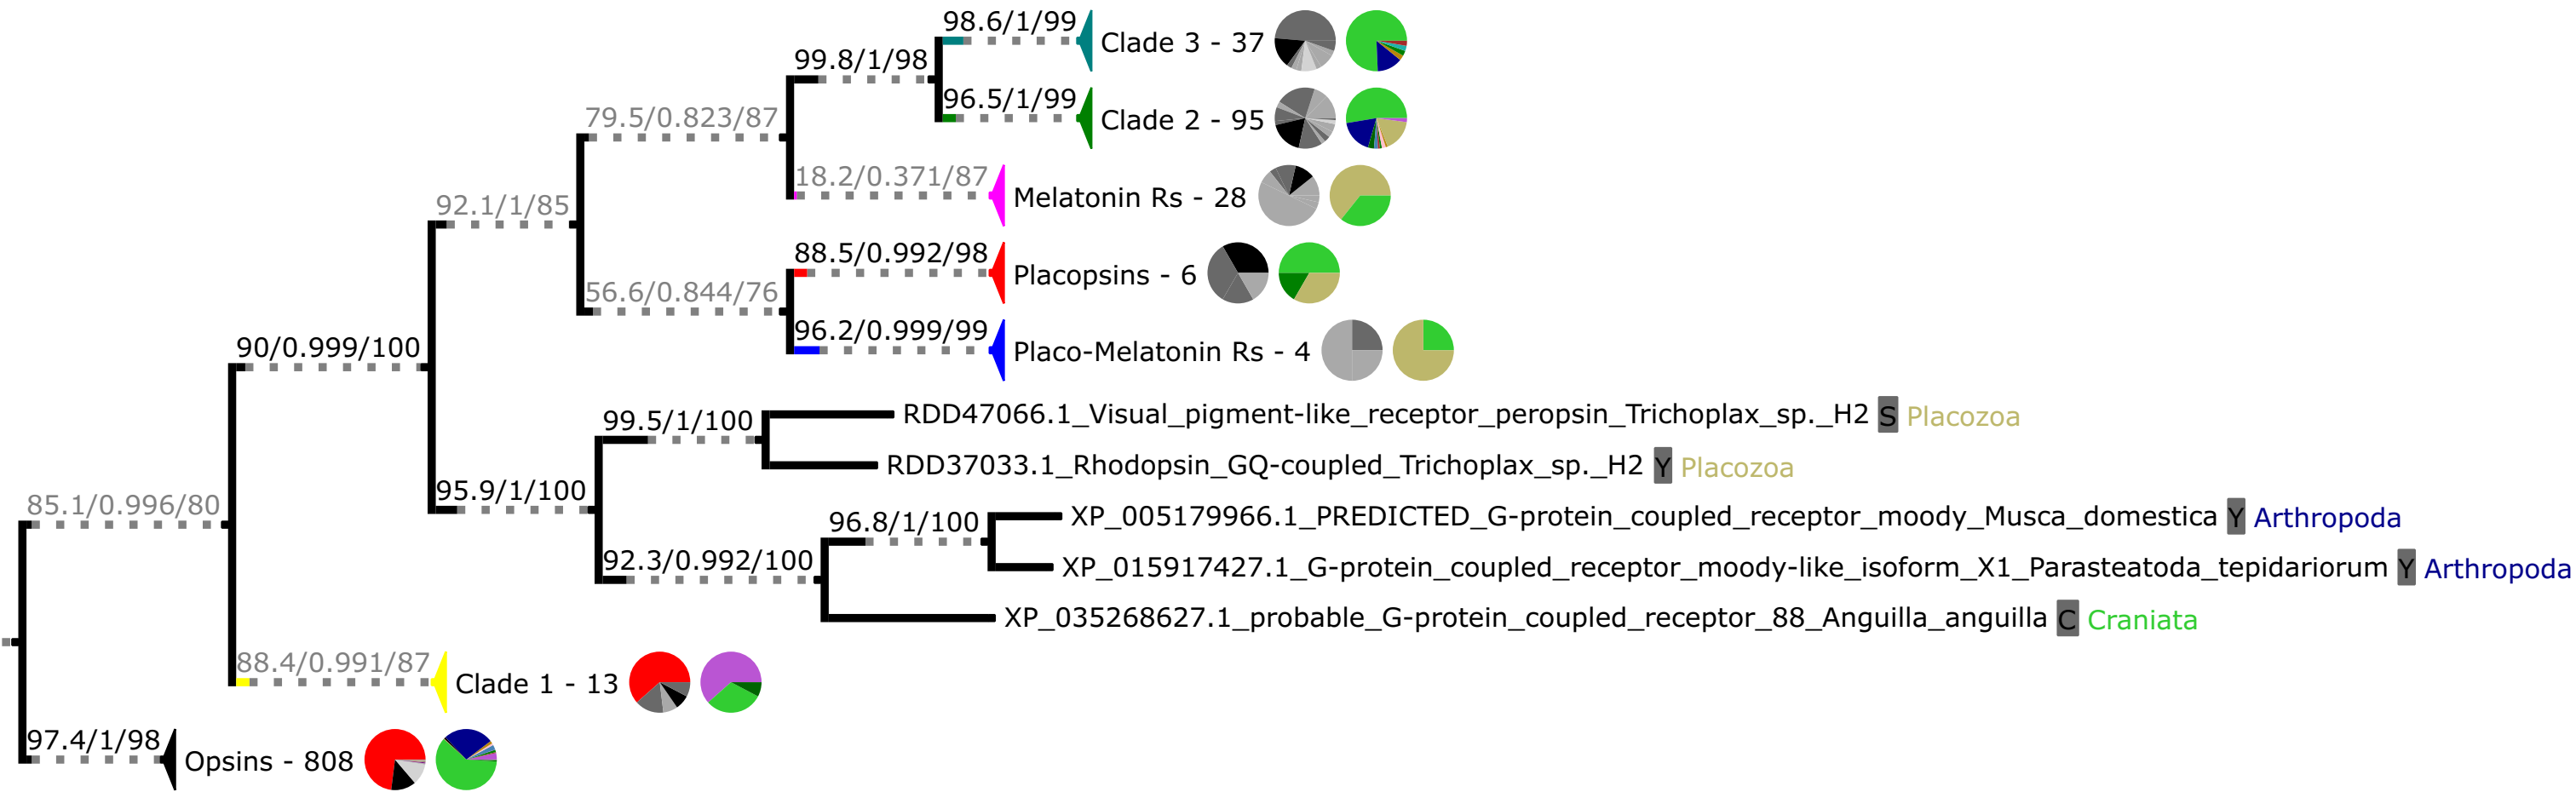 98.6/1/99
Clade 3 - 37
99.8/1/98
96.5/1/99
Clade 2 - 95
79.5/0.823/87
18.2/0.371/87
Melatonin Rs - 28
92.1/1/85
88.5/0.992/98
Placopsins - 6
56.6/0.844/76
96.2/0.999/99
Placo-Melatonin Rs - 4
90/0.999/100
99.5/1/100
RDD47066.1_Visual_pigment-like_receptor_peropsin_Trichoplax_sp._H2 S Placozoa
RDD37033.1_Rhodopsin_GQ-coupled_Trichoplax_sp._H2 Y Placozoa
95.9/1/100
85.1/0.996/80
96.8/1/100
XP_005179966.1_PREDICTED_G-protein_coupled_receptor_moody_Musca_domestica Y Arthropoda
92.3/0.992/100
XP_015917427.1_G-protein_coupled_receptor_moody-like_isoform_X1_Parasteatoda_tepidariorum Y Arthropoda
XP_035268627.1_probable_G-protein_coupled_receptor_88_Anguilla_anguilla C Craniata
88.4/0.991/87
Clade 1 - 13
97.4/1/98
Opsins - 808